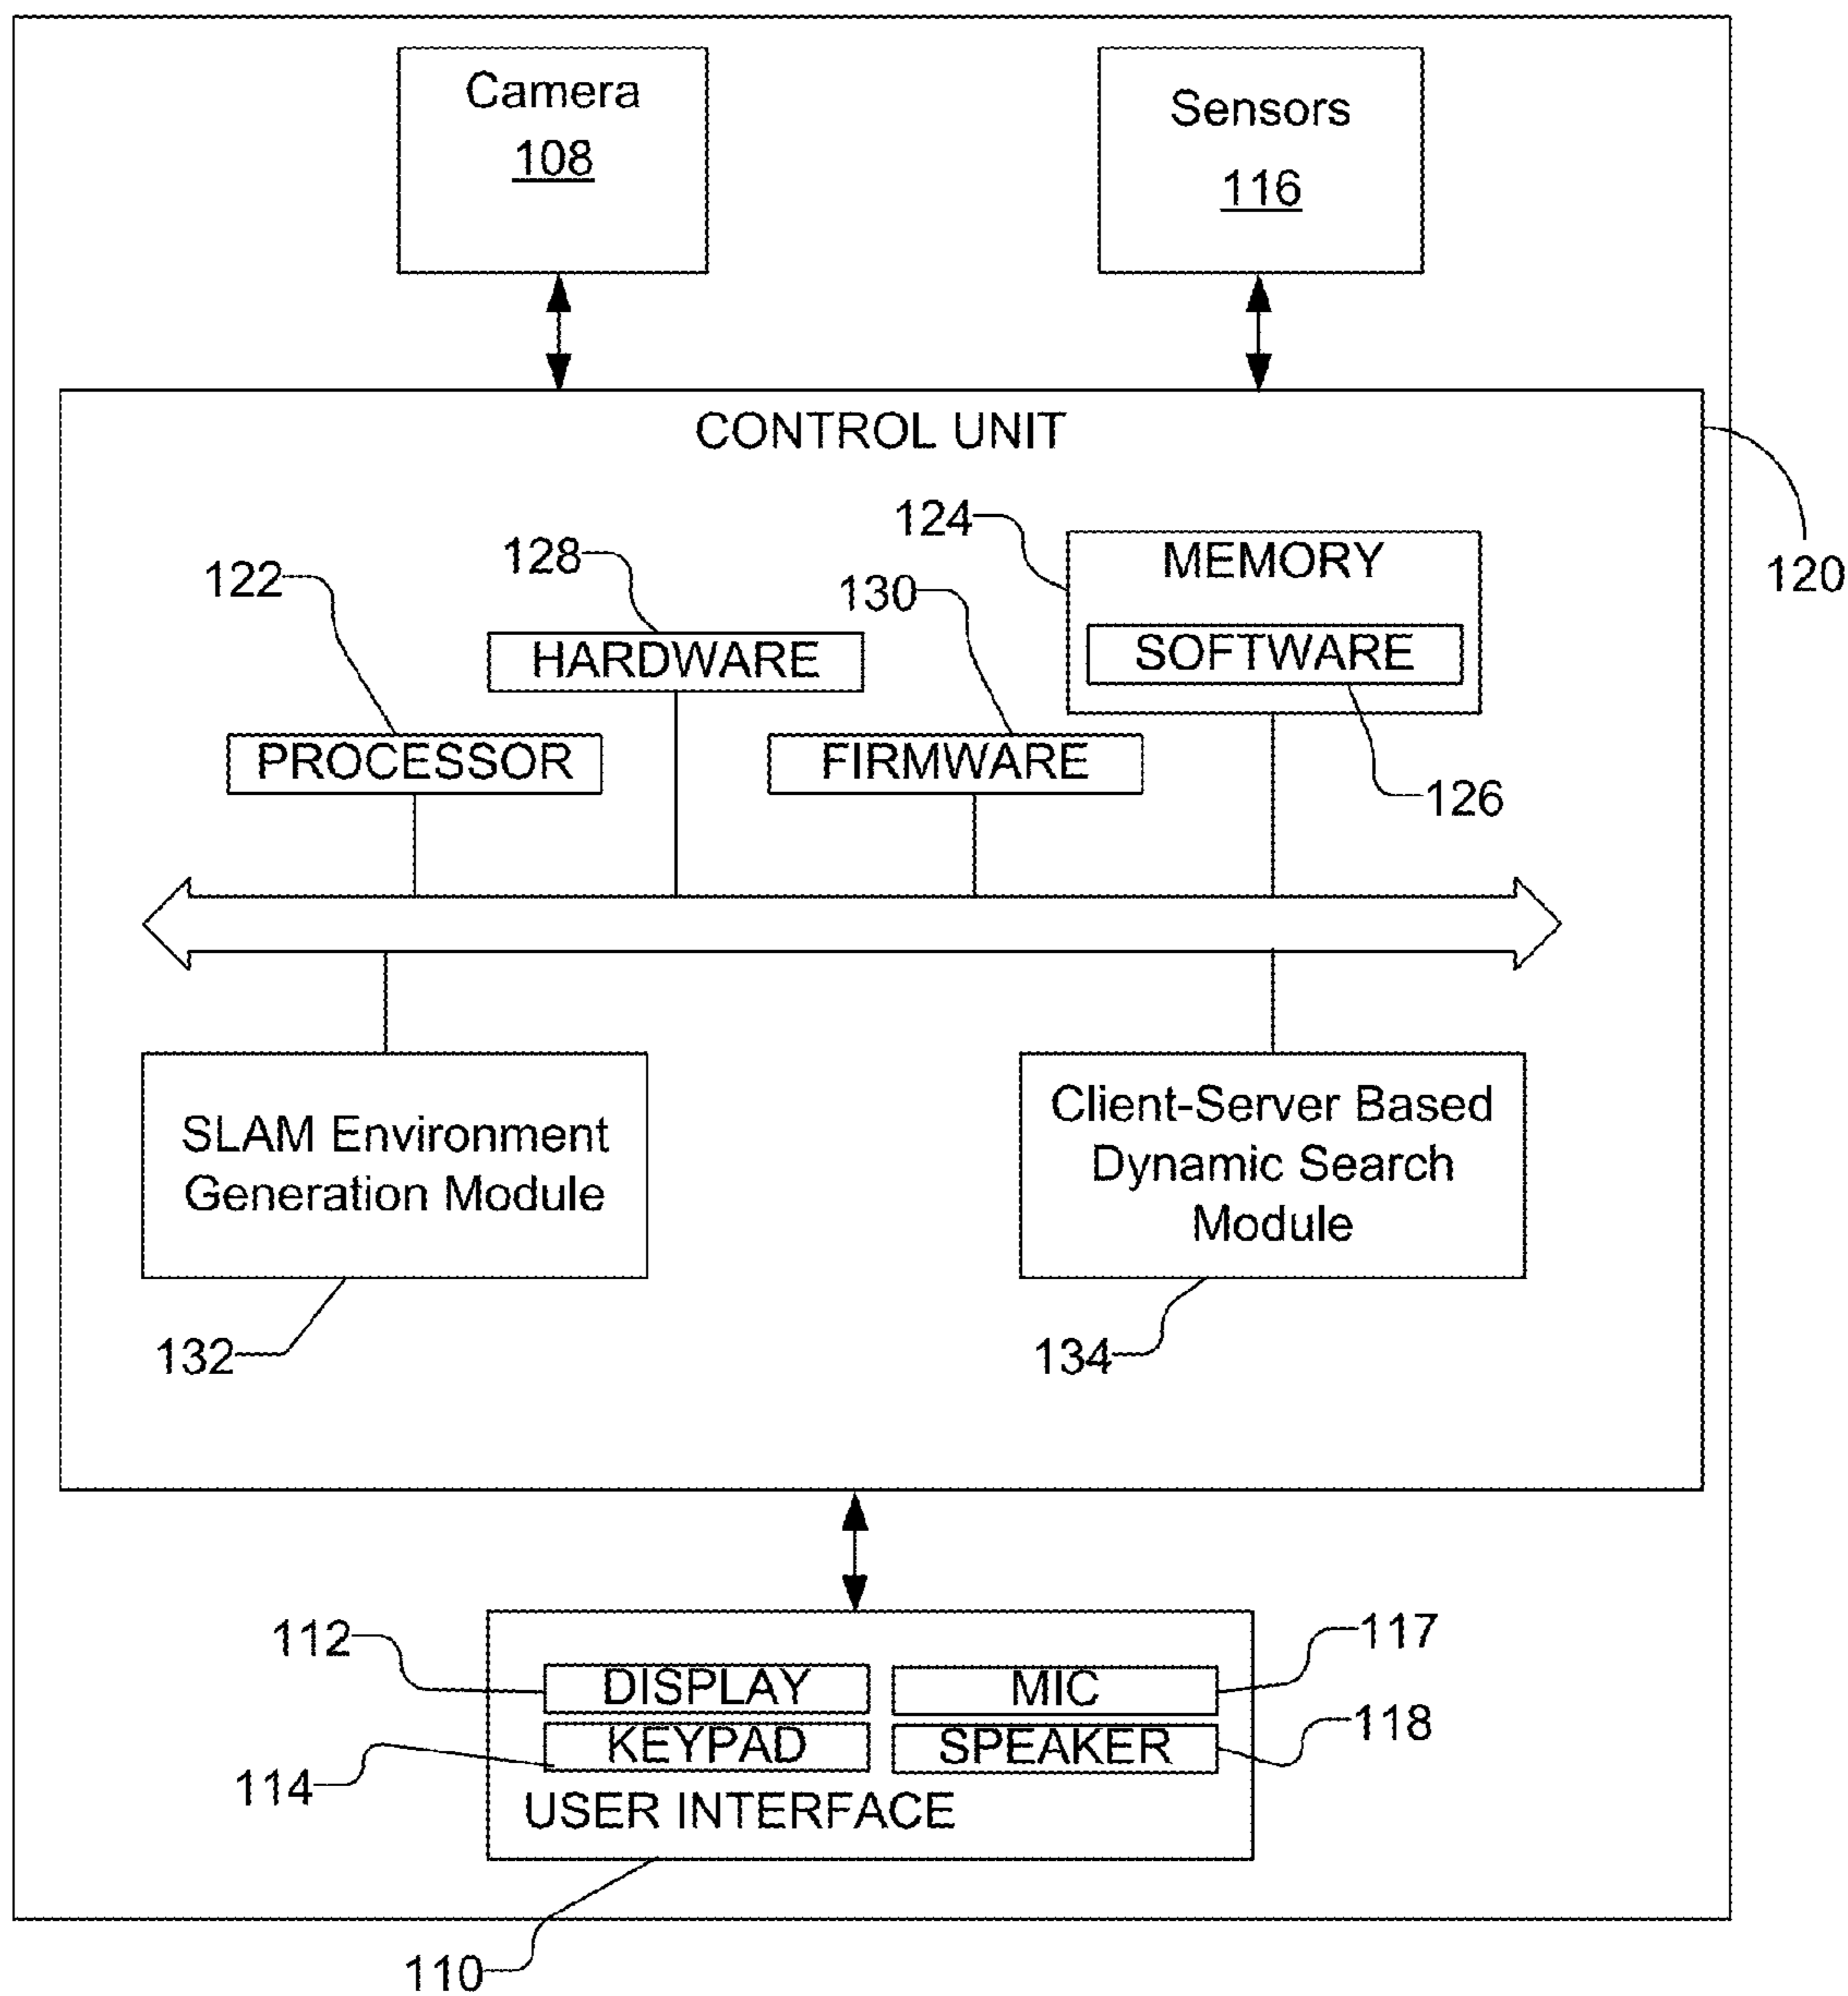 Camera
108
Sensors
116
CONTROL UNIT
120
124
MEMORY
128
122
130
SOFTWARE
HARDWARE
PROCESSOR
FIRMWARE
126
SLAM Environment
Generation Module
Client-Server Based
Dynamic Search
Module
132
134
112
DISPLAY
MIC
117
KEYPAD
SPEAKER
118
114
USER INTERFACE
110